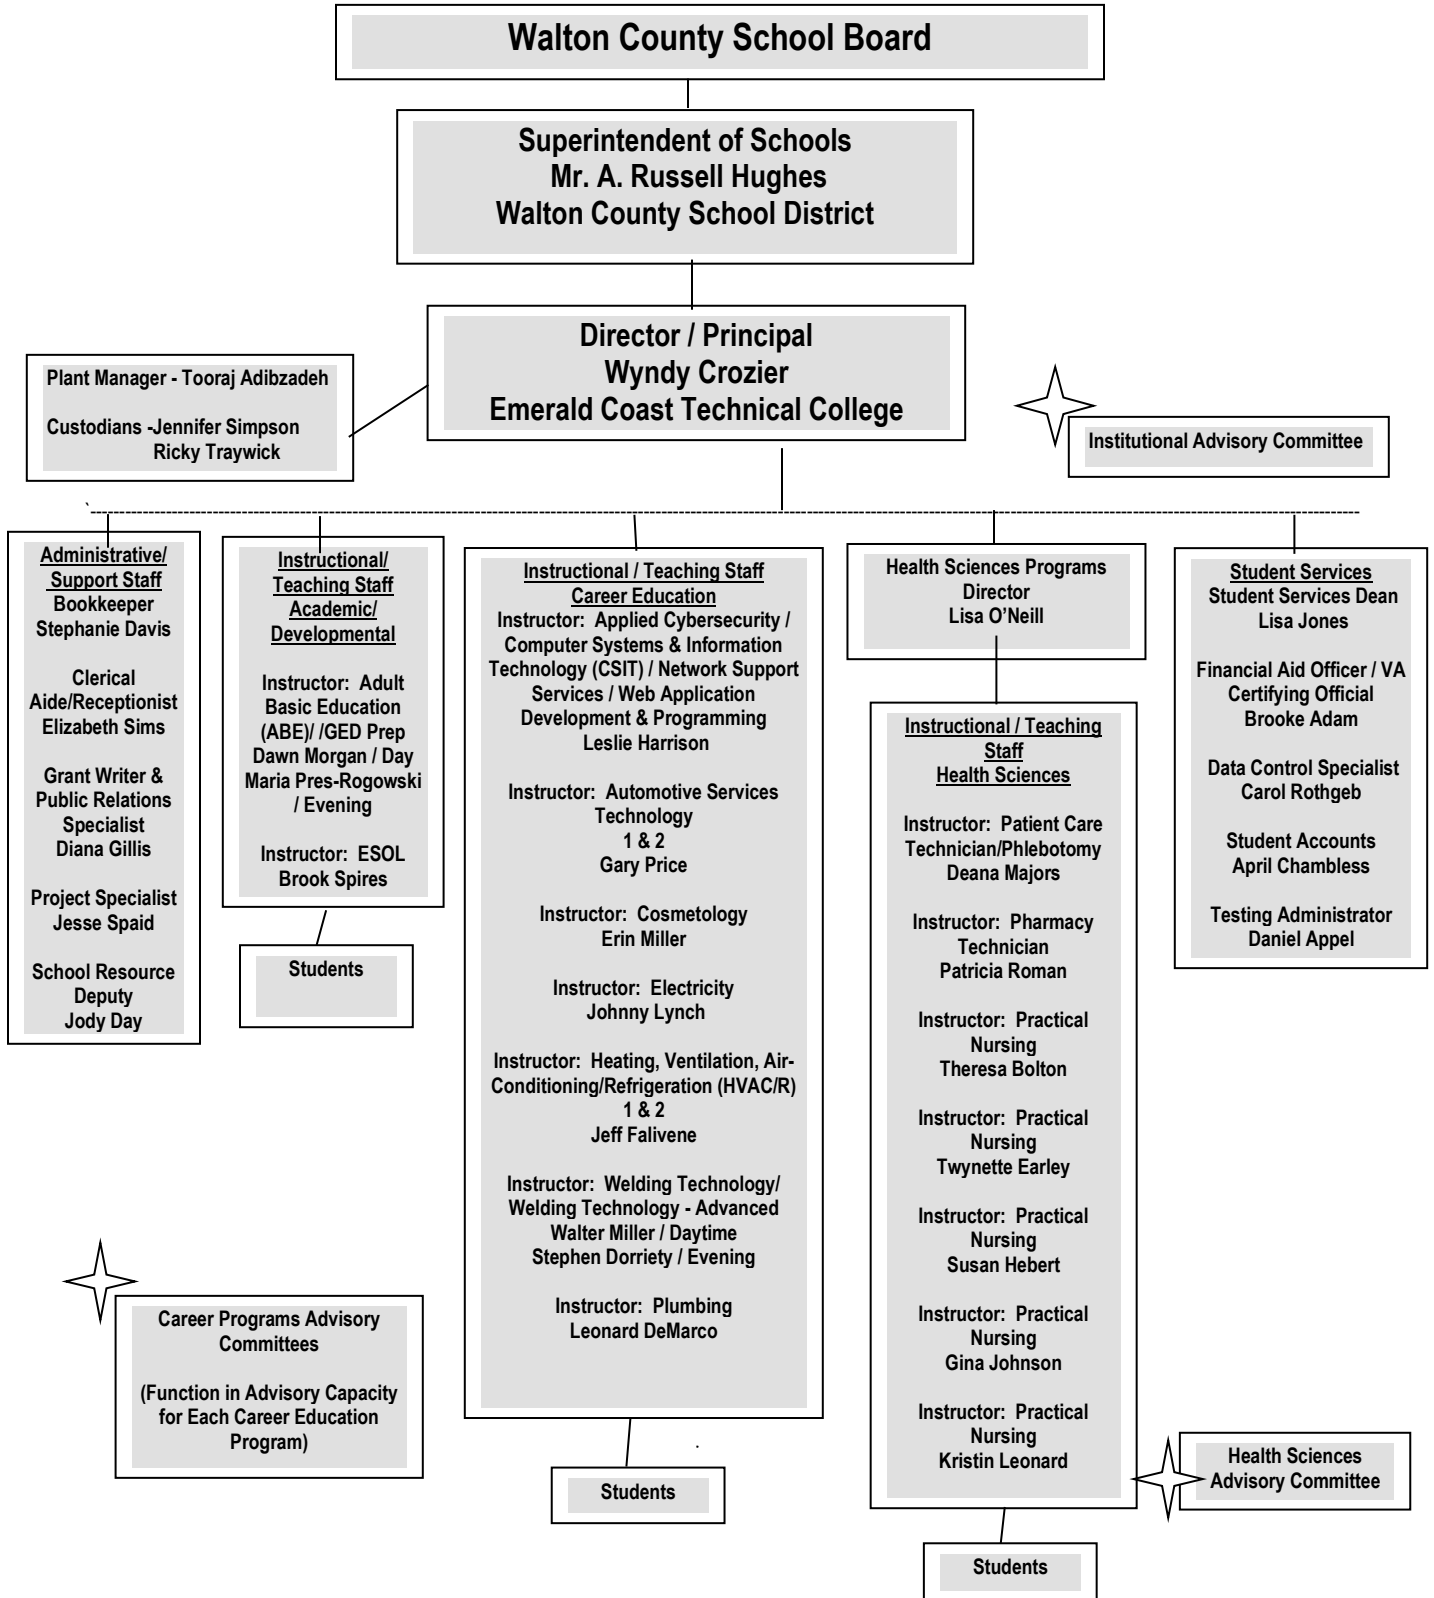 Walton County School Board
Superintendent of Schools
Mr. A. Russell Hughes
Walton County School District
Director / Principal
Wyndy Crozier
Emerald Coast Technical College
Plant Manager - Tooraj Adibzadeh
Custodians -Jennifer Simpson
Ricky Traywick
Institutional Advisory Committee
Administrative/
Support Staff
Bookkeeper
Stephanie Davis
Clerical
Aide/Receptionist
Elizabeth Sims
Grant Writer &
Public Relations
Specialist
Diana Gillis
Project Specialist
Jesse Spaid
School Resource
Deputy
Jody Day
Instructional/
Teaching Staff
Academic/
Developmental
Instructor: Adult
Basic Education
(ABE)/ /GED Prep
Dawn Morgan / Day
Maria Pres-Rogowski
/ Evening
Instructor: ESOL
Brook Spires
Students
Instructional / Teaching Staff
Career Education
Instructor: Applied Cybersecurity /
Computer Systems & Information
Technology (CSIT) / Network Support
Services / Web Application
Development & Programming
Leslie Harrison
Instructor: Automotive Services
Technology
1 & 2
Gary Price
Instructor: Cosmetology
Erin Miller
Instructor: Electricity
Johnny Lynch
Instructor: Heating, Ventilation, Air-
Conditioning/Refrigeration (HVAC/R)
1 & 2
Jeff Falivene
Instructor: Welding Technology/
Welding Technology - Advanced
Walter Miller / Daytime
Stephen Dorriety / Evening
Instructor: Plumbing
Leonard DeMarco
Students
Health Sciences Programs
Director
Lisa O’Neill
Instructional / Teaching
Staff
Health Sciences
Instructor: Patient Care
Technician/Phlebotomy
Deana Majors
Instructor: Pharmacy
Technician
Patricia Roman
Instructor: Practical
Nursing
Theresa Bolton
Instructor: Practical
Nursing
Twynette Earley
Instructor: Practical
Nursing
Susan Hebert
Instructor: Practical
Nursing
Gina Johnson
Instructor: Practical
Nursing
Kristin Leonard
Students
Student Services
Student Services Dean
Lisa Jones
Financial Aid Officer / VA
Certifying Official
Brooke Adam
Data Control Specialist
Carol Rothgeb
Student Accounts
April Chambless
Testing Administrator
Daniel Appel
Career Programs Advisory
Committees
(Function in Advisory Capacity
for Each Career Education
Program)
Health Sciences
Advisory Committee